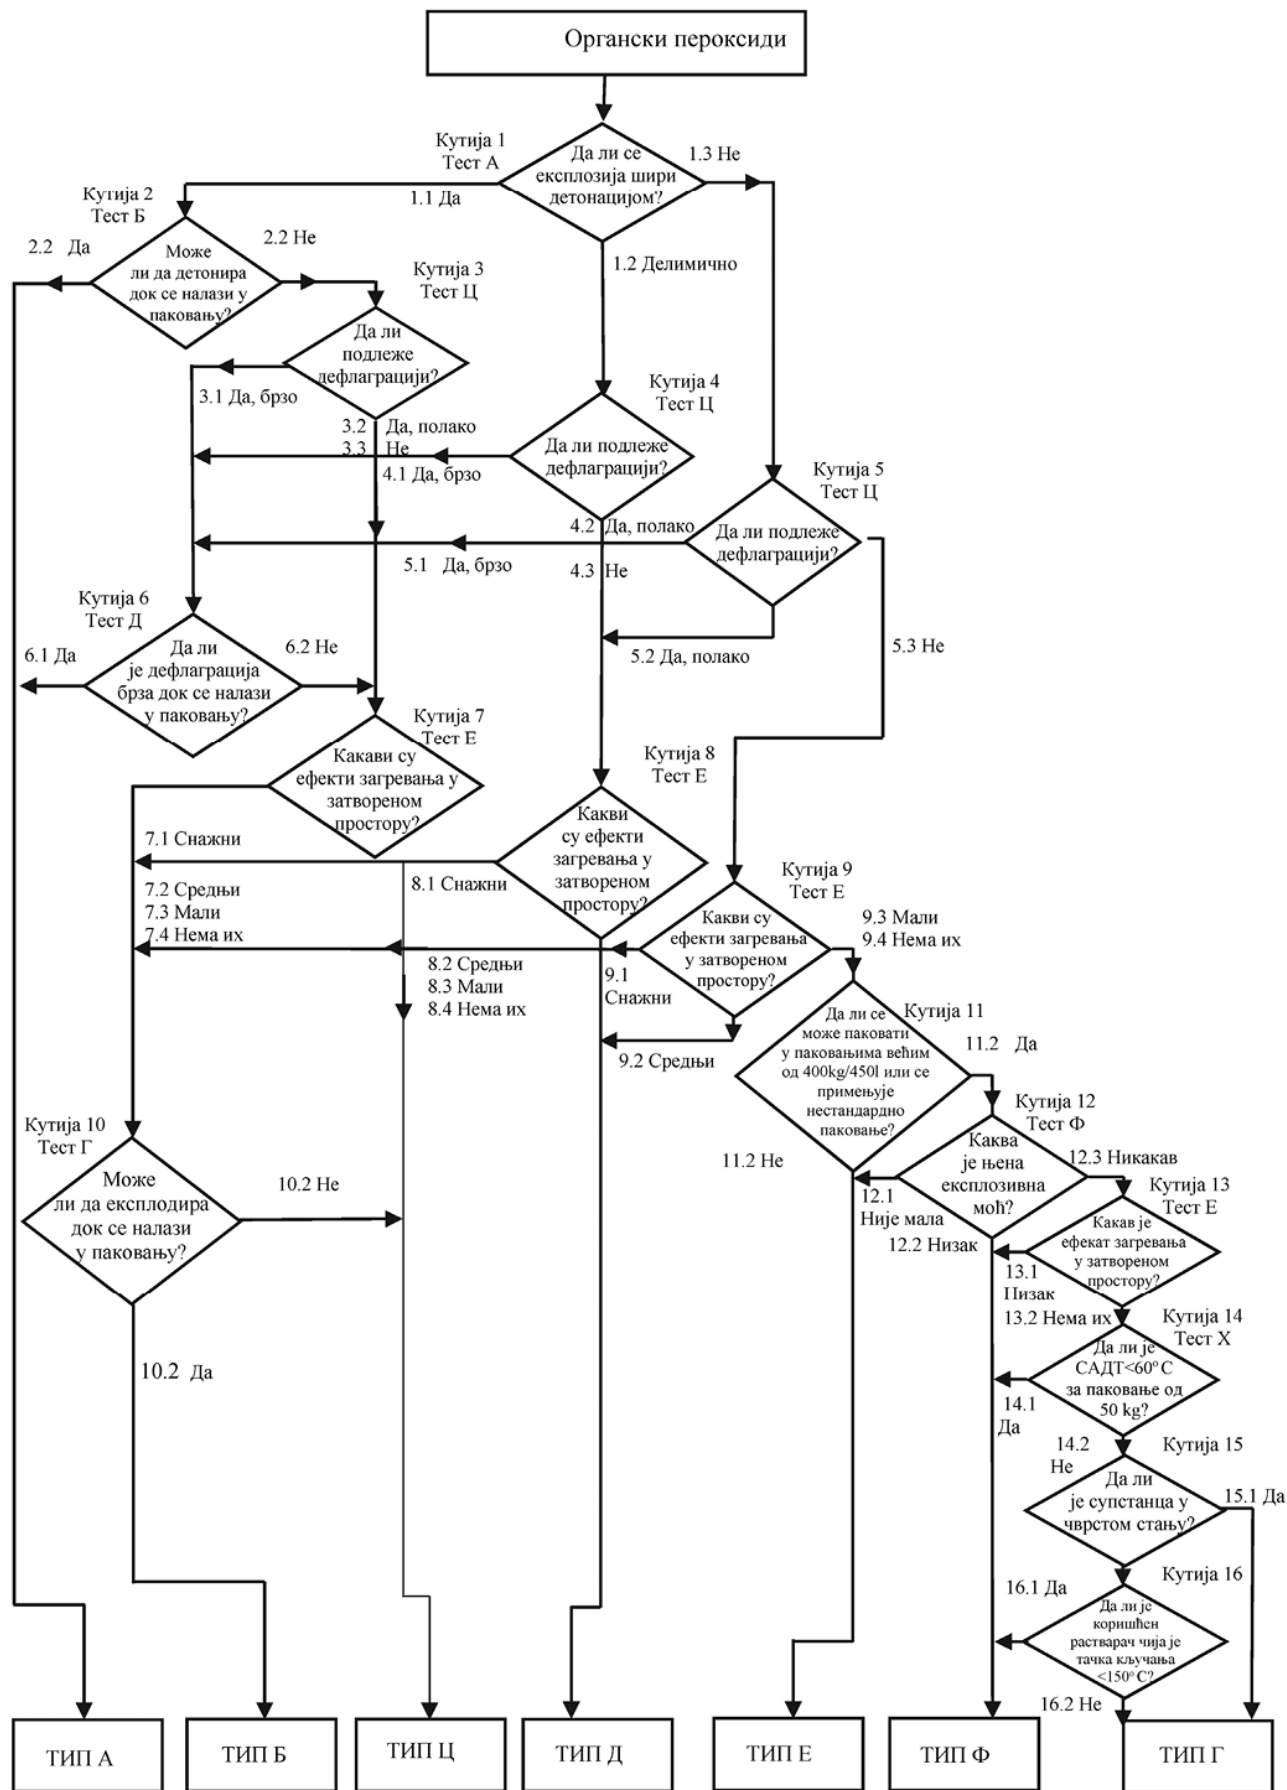 Органски пероксиди
Кутија 1
Тест А
Да ли се
експлозија шири
детонацијом?
1.3 Не
1.1 Да
1.2 Делимично
Кутија 2
Тест Б
2.2 Да
2.2 Не
Може
ли да детонира
док се налази у
паковању?
Кутија 3
Тест Ц
Да ли
подлеже
дефлаграцији?
3.1 Да, брзо
3.2 Да, полако
3.3 Не
Кутија 4
Тест Ц
Да ли подлеже
дефлаграцији?
4.1 Да, брзо
4.2 Да, полако
4.3 Не
Кутија 5
Тест Ц
Да ли подлеже
дефлаграцији?
5.1 Да, брзо
5.2 Да, полако
5.3 Не
Кутија 6
Тест Д
6.1 Да
6.2 Не
Да ли
је дефлаграција
брза док се налази
у паковању?
Кутија 7
Тест Е
Какави су
ефекти загревања у
затвореном
простору?
7.1 Снажни
7.2 Средњи
7.3 Мали
7.4 Нема их
Кутија 8
Тест Е
Какви
су ефекти
загревања у
затвореном
простору?
8.1 Снажни
8.2 Средњи
8.3 Мали
8.4 Нема их
Кутија 9
Тест Е
Какви су
ефекти загревања
у затвореном
простору?
9.1
Снажни
9.2 Средњи
9.3 Мали
9.4 Нема их
Кутија 10
Тест Г
Може
ли да експлодира
док се налази
у паковању?
10.2 Не
10.2 Да
Кутија 11
Да ли се
може паковати
у паковањима већим
од 400kg/450l или се
примењује
нестандардно
паковање?
11.2 Да
11.2 Не
Кутија 12
Тест Ф
Каква
је њена
експлозивна
моћ?
12.3 Никакав
12.1
Није мала
12.2 Низак
Кутија 13
Тест Е
Какав је
ефекат загревања
у затвореном
простору?
13.1
Низак
13.2 Нема их
Кутија 14
Тест Х
Да ли је
САДТ<60° С
за паковање од
50 kg?
14.1
Да
14.2
Не
Кутија 15
Да ли
је супстанца у
чврстом стању?
15.1 Да
Кутија 16
16.1 Да
Да ли је
коришћен
растварач чија је
тачка кључања
<150° С?
16.2 Не
ТИП А
ТИП Б
ТИП Ц
ТИП Д
ТИП Е
ТИП Ф
ТИП Г